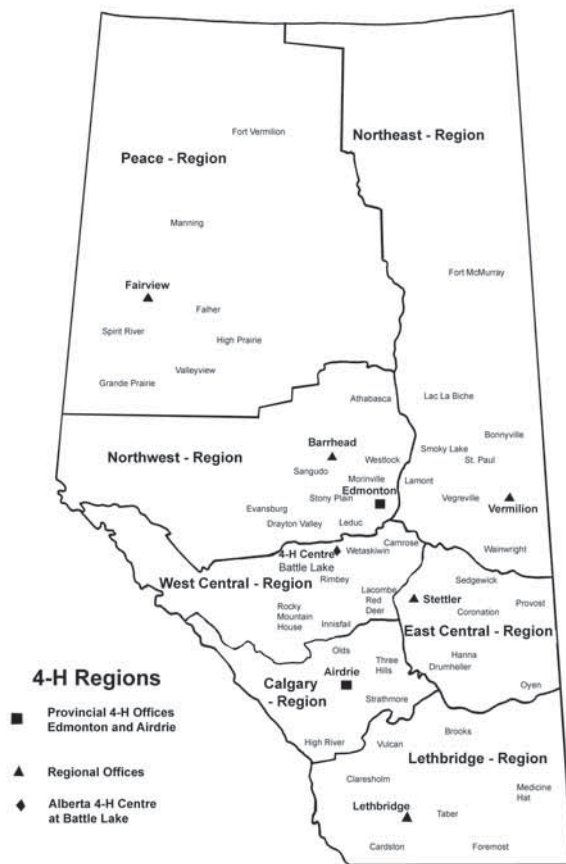 Fort Vermilion
Northeast - Region
Peace - Region
Manning
Fort McMurray
Fairview
Falher
Spirit River
High Prairie
Valleyview
Grande Prairie
Athabasca
Lac La Biche
Bonnyville
Barrhead
Smoky Lake
Northwest - Region
Westlock
St. Paul
Sangudo
Morinville
Lamont
Edmonton
Stony Plain
Vegreville
Vermilion
Evansburg
Drayton Valley
Leduc
Camrose
Wainwright
4-H Centre
Battle Lake
Wetaskiwin
West Central - Region
Rimbey
Sedgewick
Lacombe
Red
Deer
Stettler
Provost
Rocky
Mountain
House
Coronation
Innisfail
East Central - Region
Olds
Hanna
Drumheller
Airdrie
Three
Hills
4-H Regions
Calgary
- Region
Oyen
Strathmore
Provincial 4-H Offices
Edmonton and Airdrie
High River
Vulcan
Brooks
Lethbridge - Region
Regional Offices
Claresholm
Medicine
Hat
Lethbridge
Taber
Alberta 4-H Centre
at Battle Lake
Cardston
Foremost